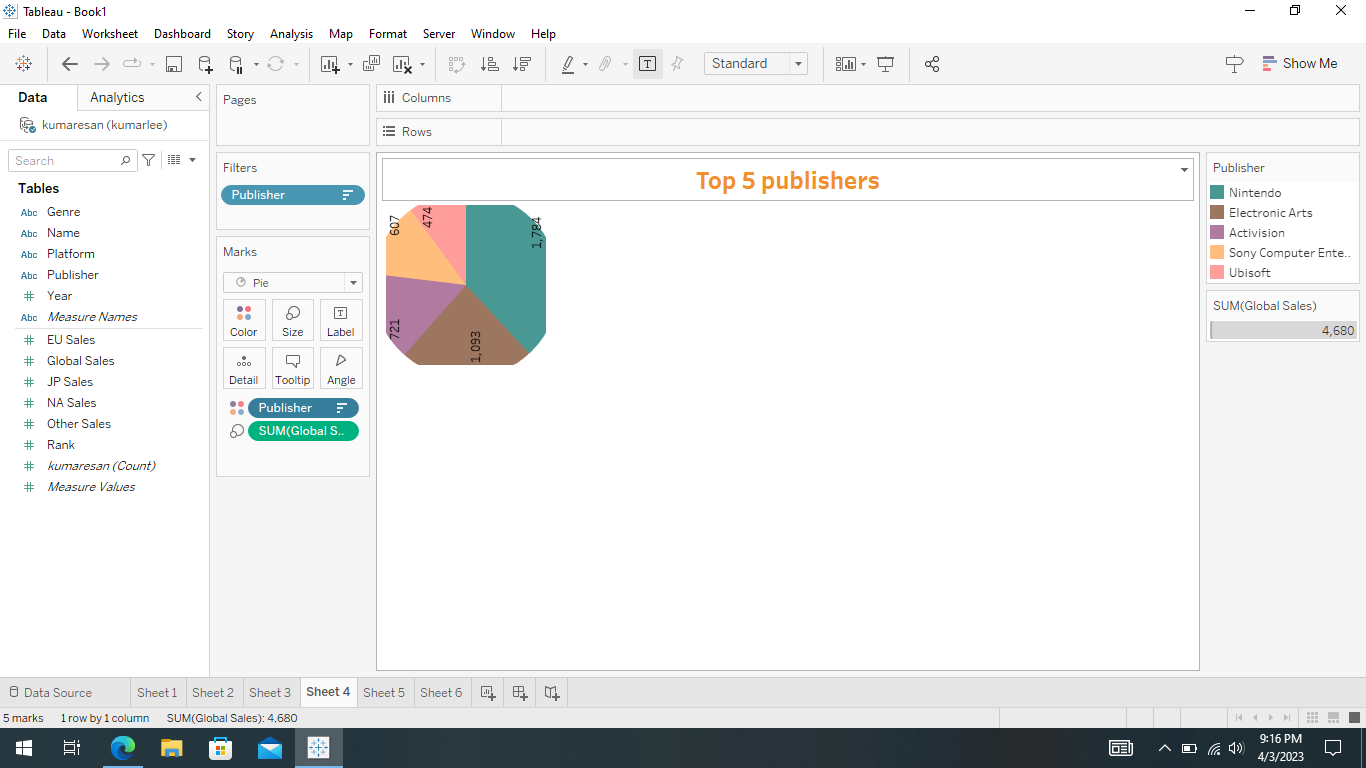 Tableau - Book1
File Data Worksheet Dashboard Story Analysis Map Format Server Window Help
Standard
Show Me
Data Analytics
kumaresan (kumarlee)
Search
Tables
Abc Genre
Abc Name
Abc Platform
Abc Publisher
# Year
Abc Measure Names
# EU Sales
# Global Sales
# JP Sales
# NA Sales
# Other Sales
# Rank
# kumaresan (Count)
# Measure Values
Pages
Filters
Publisher
Marks
Pie
Color Size Label
Detail Tooltip Angle
Publisher
SUM(Global S..
Columns
Rows
Top 5 publishers
607
474
1,784
721
1,093
Publisher
Nintendo
Electronic Arts
Activision
Sony Computer Ente..
Ubisoft
SUM(Global Sales)
4,680
Data Source Sheet 1 Sheet 2 Sheet 3 Sheet 4 Sheet 5 Sheet 6
5 marks 1 row by 1 column SUM(Global Sales): 4,680
9:16 PM
4/3/2023